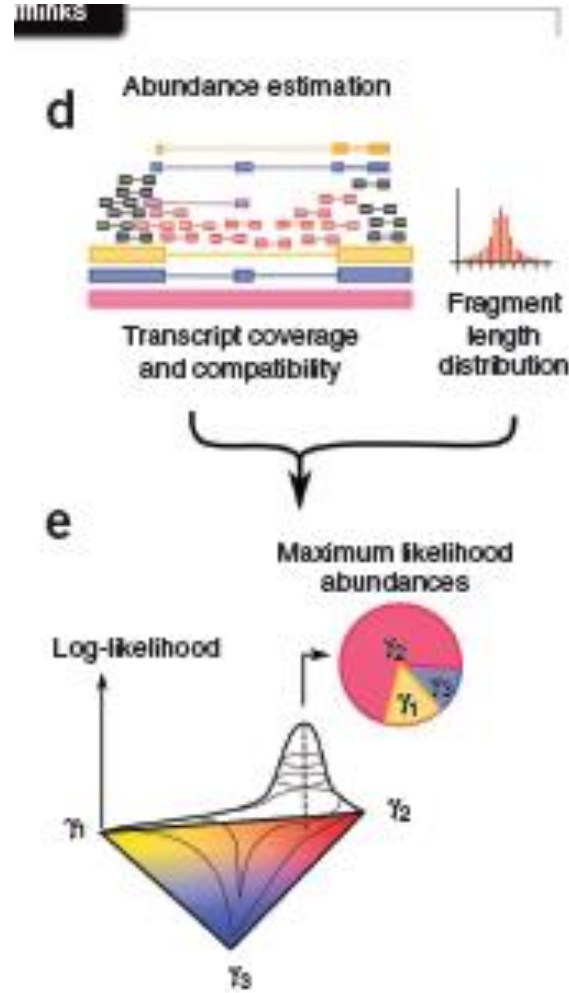 d
Abundance estimation
Transcript coverage
and compatibility
Fragment
length
distribution
e
Maximum likelihood
abundances
Log-likelihood
γ2
γ3
γ1
γ1
γ2
γ3